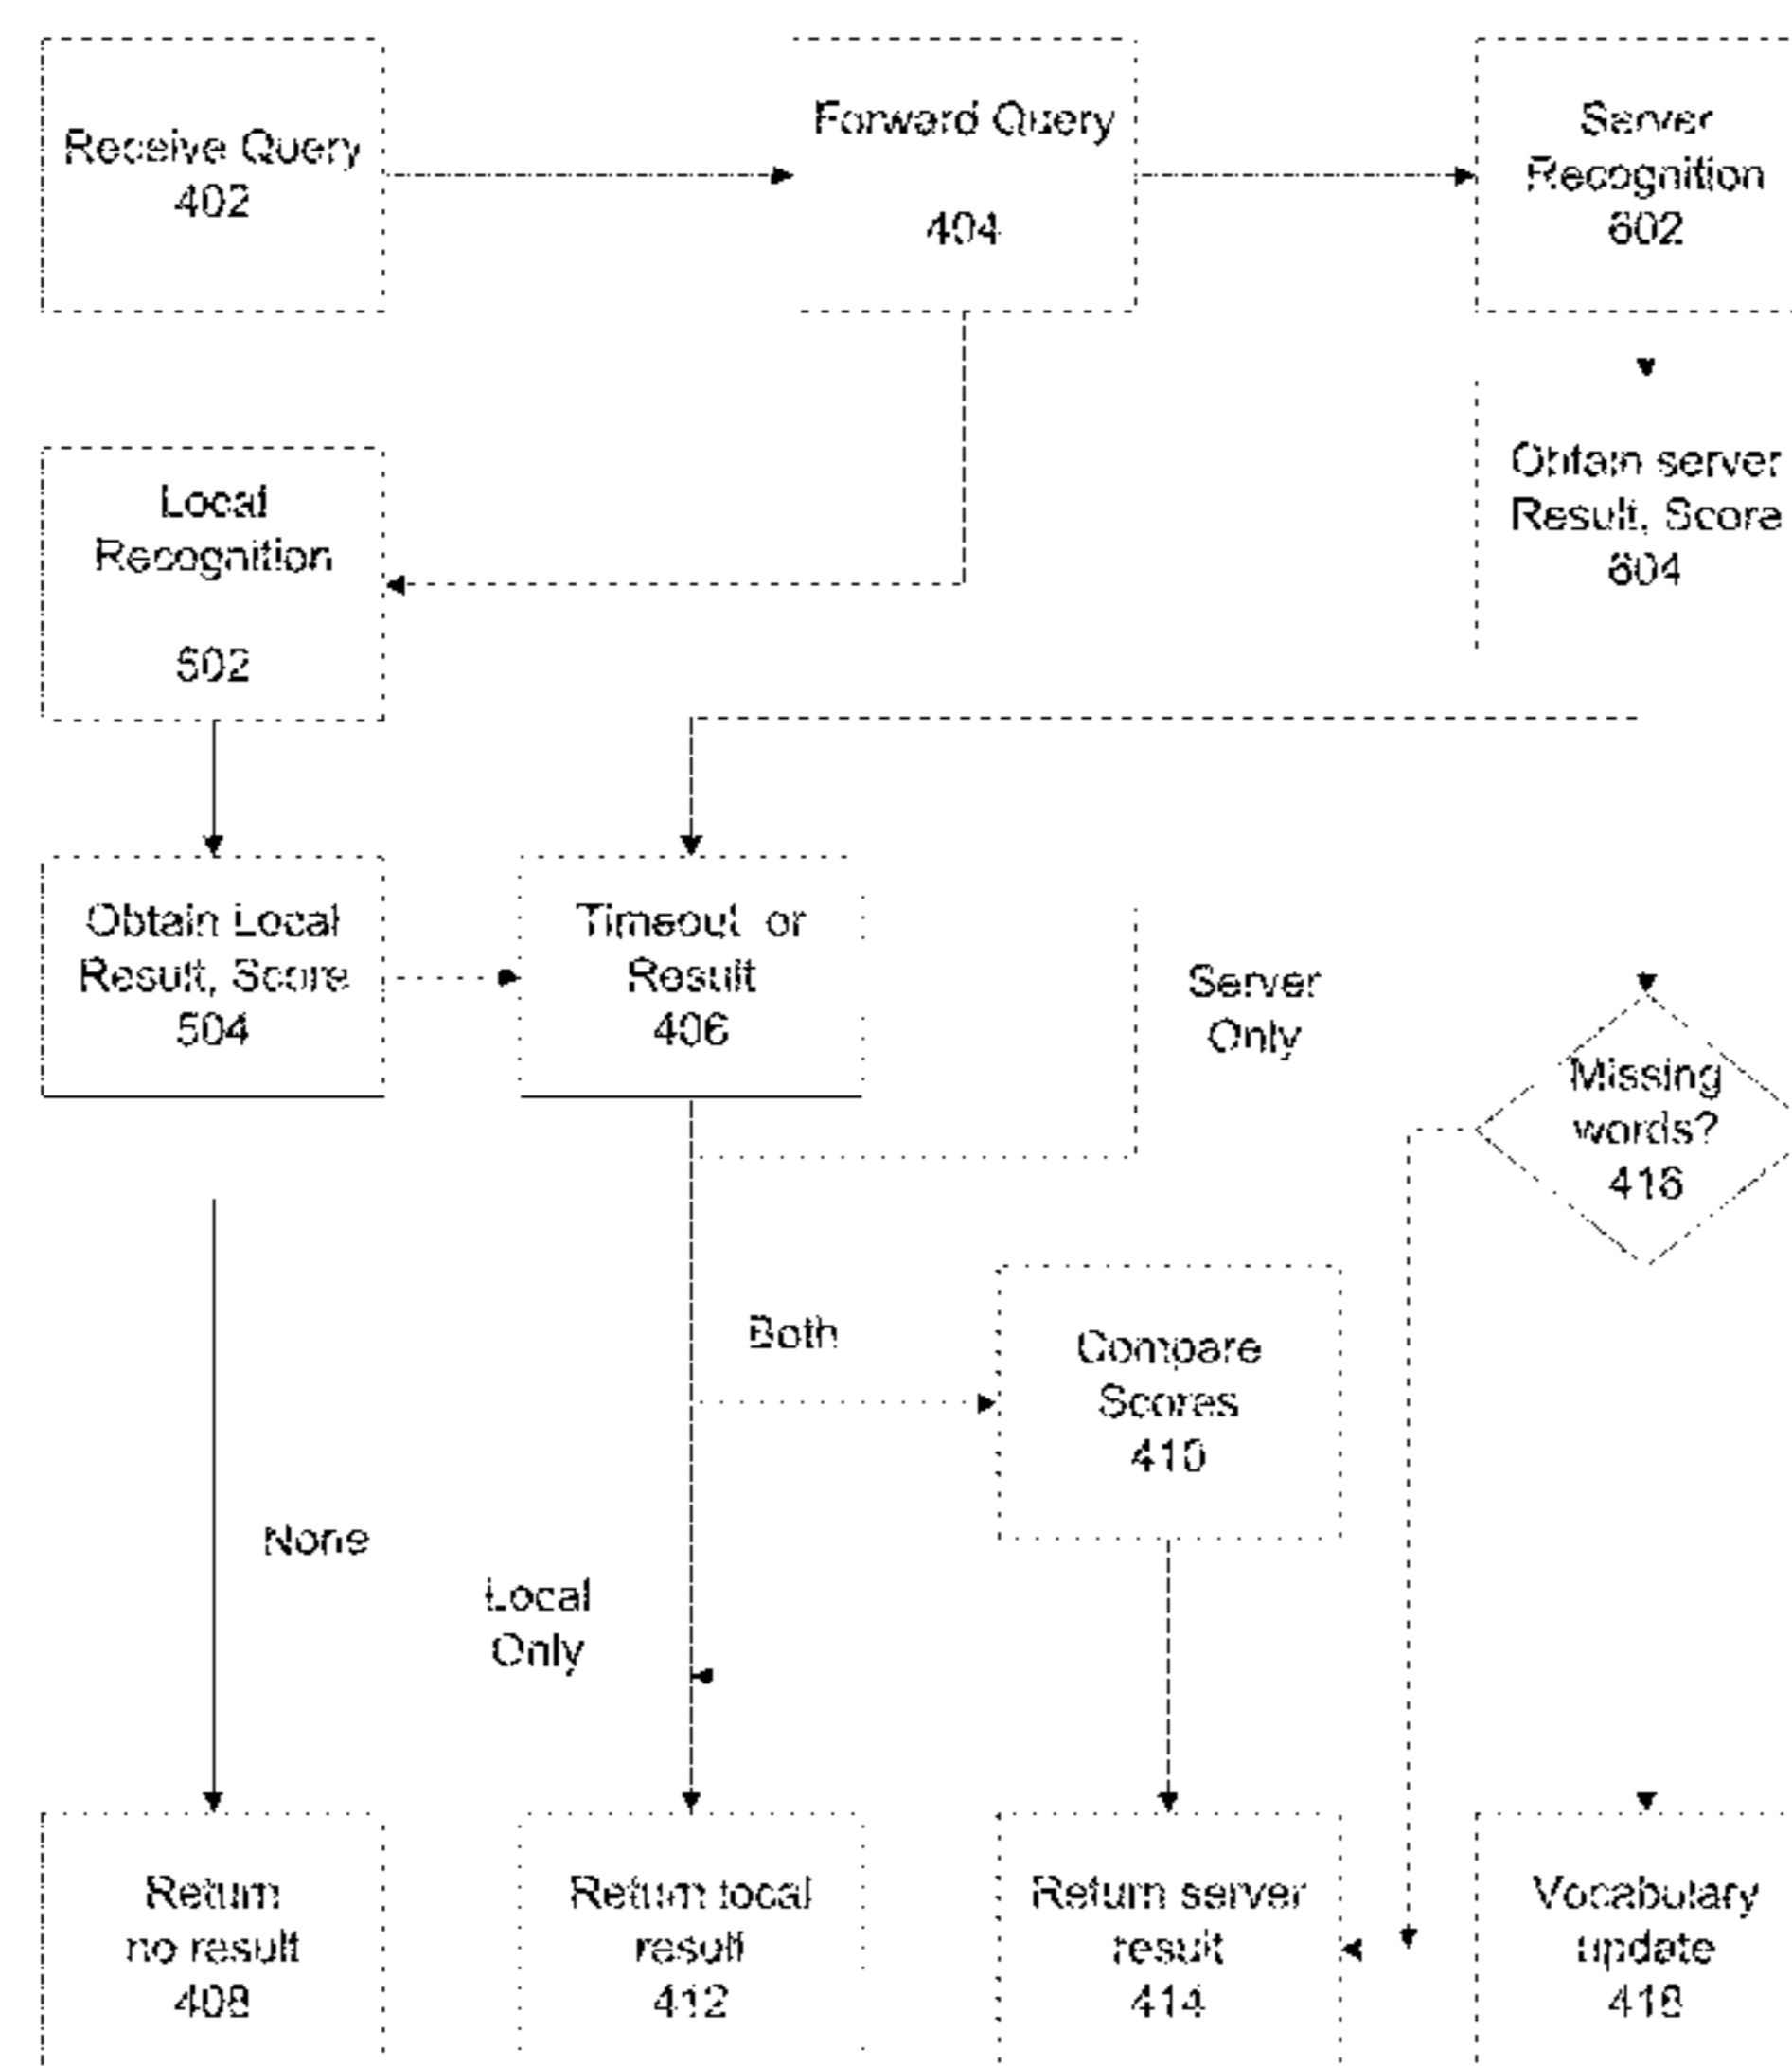 Receive Query
402
Forward Query
404
Server
Recognition
602
Local
Recognition
502
Obtain server
Result, Score
604
Obtain Local
Result, Score
504
Timeout or
Result
406
Server
Only
Missing
words?
416
Both
Compare
Scores
410
None
Local
Only
Return
no result
408
Return local
result
412
Return server
result
414
Vocabulary
update
418